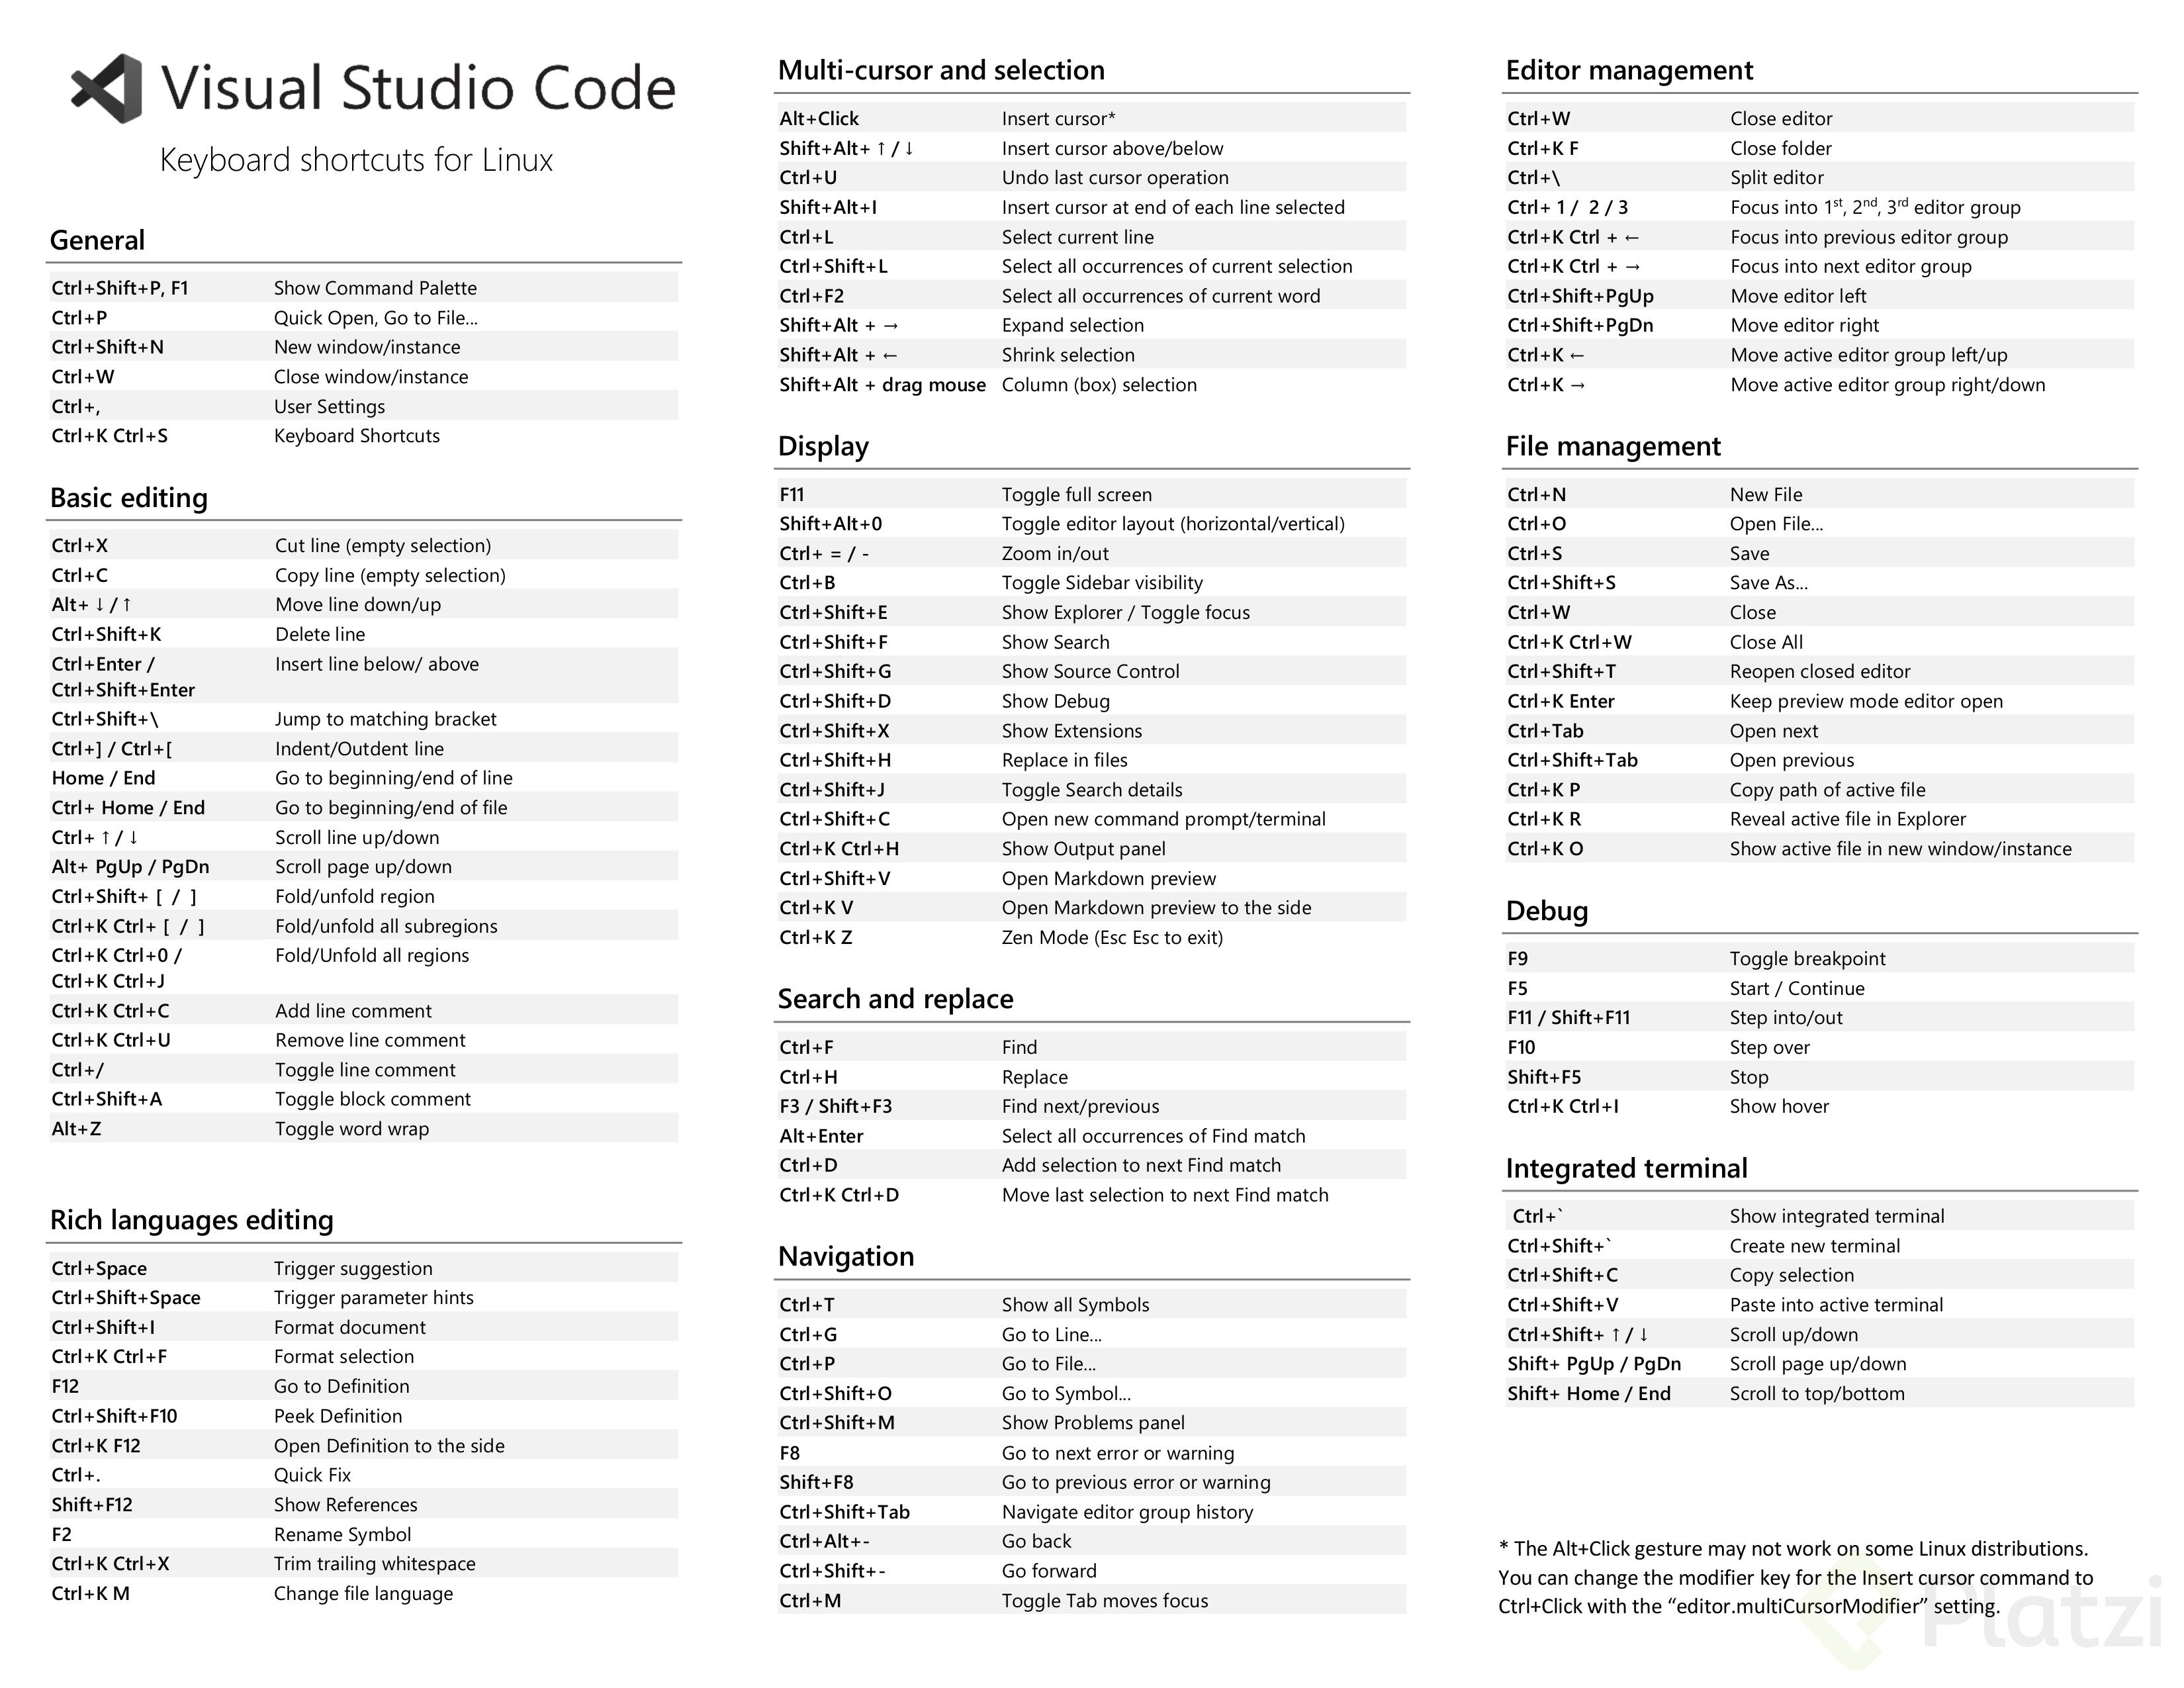 Visual Studio Code
Keyboard shortcuts for Linux
General
Ctrl+Shift+P, F1 Show Command Palette
Ctrl+P Quick Open, Go to File...
Ctrl+Shift+N New window/instance
Ctrl+W Close window/instance
Ctrl+, User Settings
Ctrl+K Ctrl+S Keyboard Shortcuts
Basic editing
Ctrl+X Cut line (empty selection)
Ctrl+C Copy line (empty selection)
Alt+ ↓ / ↑ Move line down/up
Ctrl+Shift+K Delete line
Ctrl+Enter / Insert line below/ above
Ctrl+Shift+Enter
Ctrl+Shift+\ Jump to matching bracket
Ctrl+] / Ctrl+[ Indent/Outdent line
Home / End Go to beginning/end of line
Ctrl+ Home / End Go to beginning/end of file
Ctrl+ ↑ / ↓ Scroll line up/down
Alt+ PgUp / PgDn Scroll page up/down
Ctrl+Shift+ [ / ] Fold/unfold region
Ctrl+K Ctrl+ [ / ] Fold/unfold all subregions
Ctrl+K Ctrl+0 / Fold/Unfold all regions
Ctrl+K Ctrl+J
Ctrl+K Ctrl+C Add line comment
Ctrl+K Ctrl+U Remove line comment
Ctrl+/ Toggle line comment
Ctrl+Shift+A Toggle block comment
Alt+Z Toggle word wrap
Rich languages editing
Ctrl+Space Trigger suggestion
Ctrl+Shift+Space Trigger parameter hints
Ctrl+Shift+I Format document
Ctrl+K Ctrl+F Format selection
F12 Go to Definition
Ctrl+Shift+F10 Peek Definition
Ctrl+K F12 Open Definition to the side
Ctrl+. Quick Fix
Shift+F12 Show References
F2 Rename Symbol
Ctrl+K Ctrl+X Trim trailing whitespace
Ctrl+K M Change file language
Multi-cursor and selection
Alt+Click Insert cursor*
Shift+Alt+ ↑ / ↓ Insert cursor above/below
Ctrl+U Undo last cursor operation
Shift+Alt+I Insert cursor at end of each line selected
Ctrl+L Select current line
Ctrl+Shift+L Select all occurrences of current selection
Ctrl+F2 Select all occurrences of current word
Shift+Alt + → Expand selection
Shift+Alt + ← Shrink selection
Shift+Alt + drag mouse Column (box) selection
Display
F11 Toggle full screen
Shift+Alt+0 Toggle editor layout (horizontal/vertical)
Ctrl+ = / - Zoom in/out
Ctrl+B Toggle Sidebar visibility
Ctrl+Shift+E Show Explorer / Toggle focus
Ctrl+Shift+F Show Search
Ctrl+Shift+G Show Source Control
Ctrl+Shift+D Show Debug
Ctrl+Shift+X Show Extensions
Ctrl+Shift+H Replace in files
Ctrl+Shift+J Toggle Search details
Ctrl+Shift+C Open new command prompt/terminal
Ctrl+K Ctrl+H Show Output panel
Ctrl+Shift+V Open Markdown preview
Ctrl+K V Open Markdown preview to the side
Ctrl+K Z Zen Mode (Esc Esc to exit)
Search and replace
Ctrl+F Find
Ctrl+H Replace
F3 / Shift+F3 Find next/previous
Alt+Enter Select all occurrences of Find match
Ctrl+D Add selection to next Find match
Ctrl+K Ctrl+D Move last selection to next Find match
Navigation
Ctrl+T Show all Symbols
Ctrl+G Go to Line...
Ctrl+P Go to File...
Ctrl+Shift+O Go to Symbol...
Ctrl+Shift+M Show Problems panel
F8 Go to next error or warning
Shift+F8 Go to previous error or warning
Ctrl+Shift+Tab Navigate editor group history
Ctrl+Alt+- Go back
Ctrl+Shift+- Go forward
Ctrl+M Toggle Tab moves focus
Editor management
Ctrl+W Close editor
Ctrl+K F Close folder
Ctrl+\ Split editor
Ctrl+ 1 / 2 / 3 Focus into 1st, 2nd, 3rd editor group
Ctrl+K Ctrl + ← Focus into previous editor group
Ctrl+K Ctrl + → Focus into next editor group
Ctrl+Shift+PgUp Move editor left
Ctrl+Shift+PgDn Move editor right
Ctrl+K ← Move active editor group left/up
Ctrl+K → Move active editor group right/down
File management
Ctrl+N New File
Ctrl+O Open File...
Ctrl+S Save
Ctrl+Shift+S Save As...
Ctrl+W Close
Ctrl+K Ctrl+W Close All
Ctrl+Shift+T Reopen closed editor
Ctrl+K Enter Keep preview mode editor open
Ctrl+Tab Open next
Ctrl+Shift+Tab Open previous
Ctrl+K P Copy path of active file
Ctrl+K R Reveal active file in Explorer
Ctrl+K O Show active file in new window/instance
Debug
F9 Toggle breakpoint
F5 Start / Continue
F11 / Shift+F11 Step into/out
F10 Step over
Shift+F5 Stop
Ctrl+K Ctrl+I Show hover
Integrated terminal
Ctrl+` Show integrated terminal
Ctrl+Shift+` Create new terminal
Ctrl+Shift+C Copy selection
Ctrl+Shift+V Paste into active terminal
Ctrl+Shift+ ↑ / ↓ Scroll up/down
Shift+ PgUp / PgDn Scroll page up/down
Shift+ Home / End Scroll to top/bottom
* The Alt+Click gesture may not work on some Linux distributions.
You can change the modifier key for the Insert cursor command to
Ctrl+Click with the “editor.multiCursorModifier” setting.
Platzi